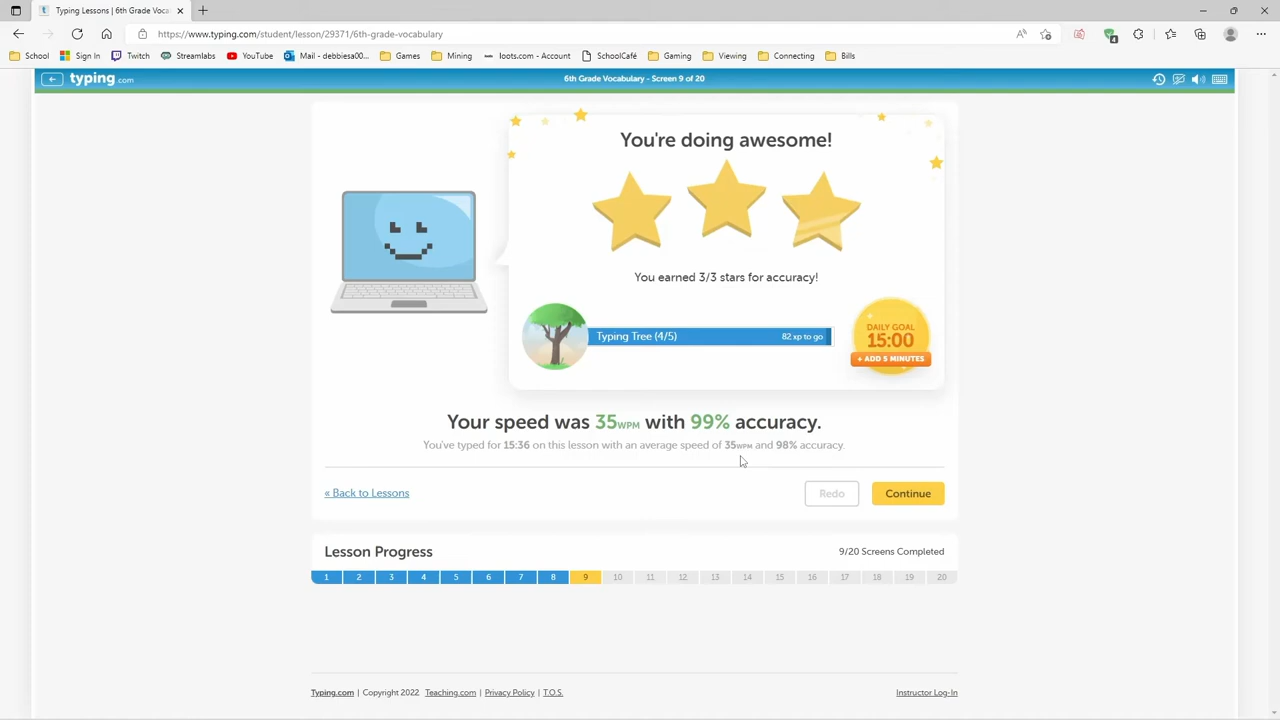 Typing Lessons | 6th Grade Vocab
https://www.typing.com/student/lesson/29371/6th-grade-vocabulary
School Sign In Twitch Streamlabs YouTube Mail - debbiesa00... Games Mining loots.com - Account SchoolCafé Gaming Viewing Connecting Bills
typing.com
6th Grade Vocabulary - Screen 9 of 20
You're doing awesome!
You earned 3/3 stars for accuracy!
Typing Tree (4/5) 82 xp to go
DAILY GOAL
15:00
+ ADD 5 MINUTES
Your speed was 35WPM with 99% accuracy.
You've typed for 15:36 on this lesson with an average speed of 35WPM and 98% accuracy.
« Back to Lessons
Redo
Continue
Lesson Progress
9/20 Screens Completed
1 2 3 4 5 6 7 8 9 10 11 12 13 14 15 16 17 18 19 20
Typing.com | Copyright 2022 Teaching.com | Privacy Policy | T.O.S.
Instructor Log-In